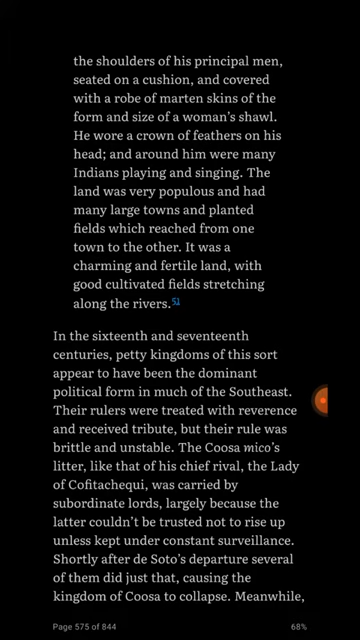 the shoulders of his principal men,
seated on a cushion, and covered
with a robe of marten skins of the
form and size of a woman's shawl.
He wore a crown of feathers on his
head; and around him were many
Indians playing and singing. The
land was very populous and had
many large towns and planted
fields which reached from one
town to the other. It was a
charming and fertile land, with
good cultivated fields stretching
along the rivers.51
In the sixteenth and seventeenth
centuries, petty kingdoms of this sort
appear to have been the dominant
political form in much of the Southeast.
Their rulers were treated with reverence
and received tribute, but their rule was
brittle and unstable. The Coosa mico's
litter, like that of his chief rival, the Lady
of Cofitachequi, was carried by
subordinate lords, largely because the
latter couldn't be trusted not to rise up
unless kept under constant surveillance.
Shortly after de Soto's departure several
of them did just that, causing the
kingdom of Coosa to collapse. Meanwhile,
Page 575 of 844 68%